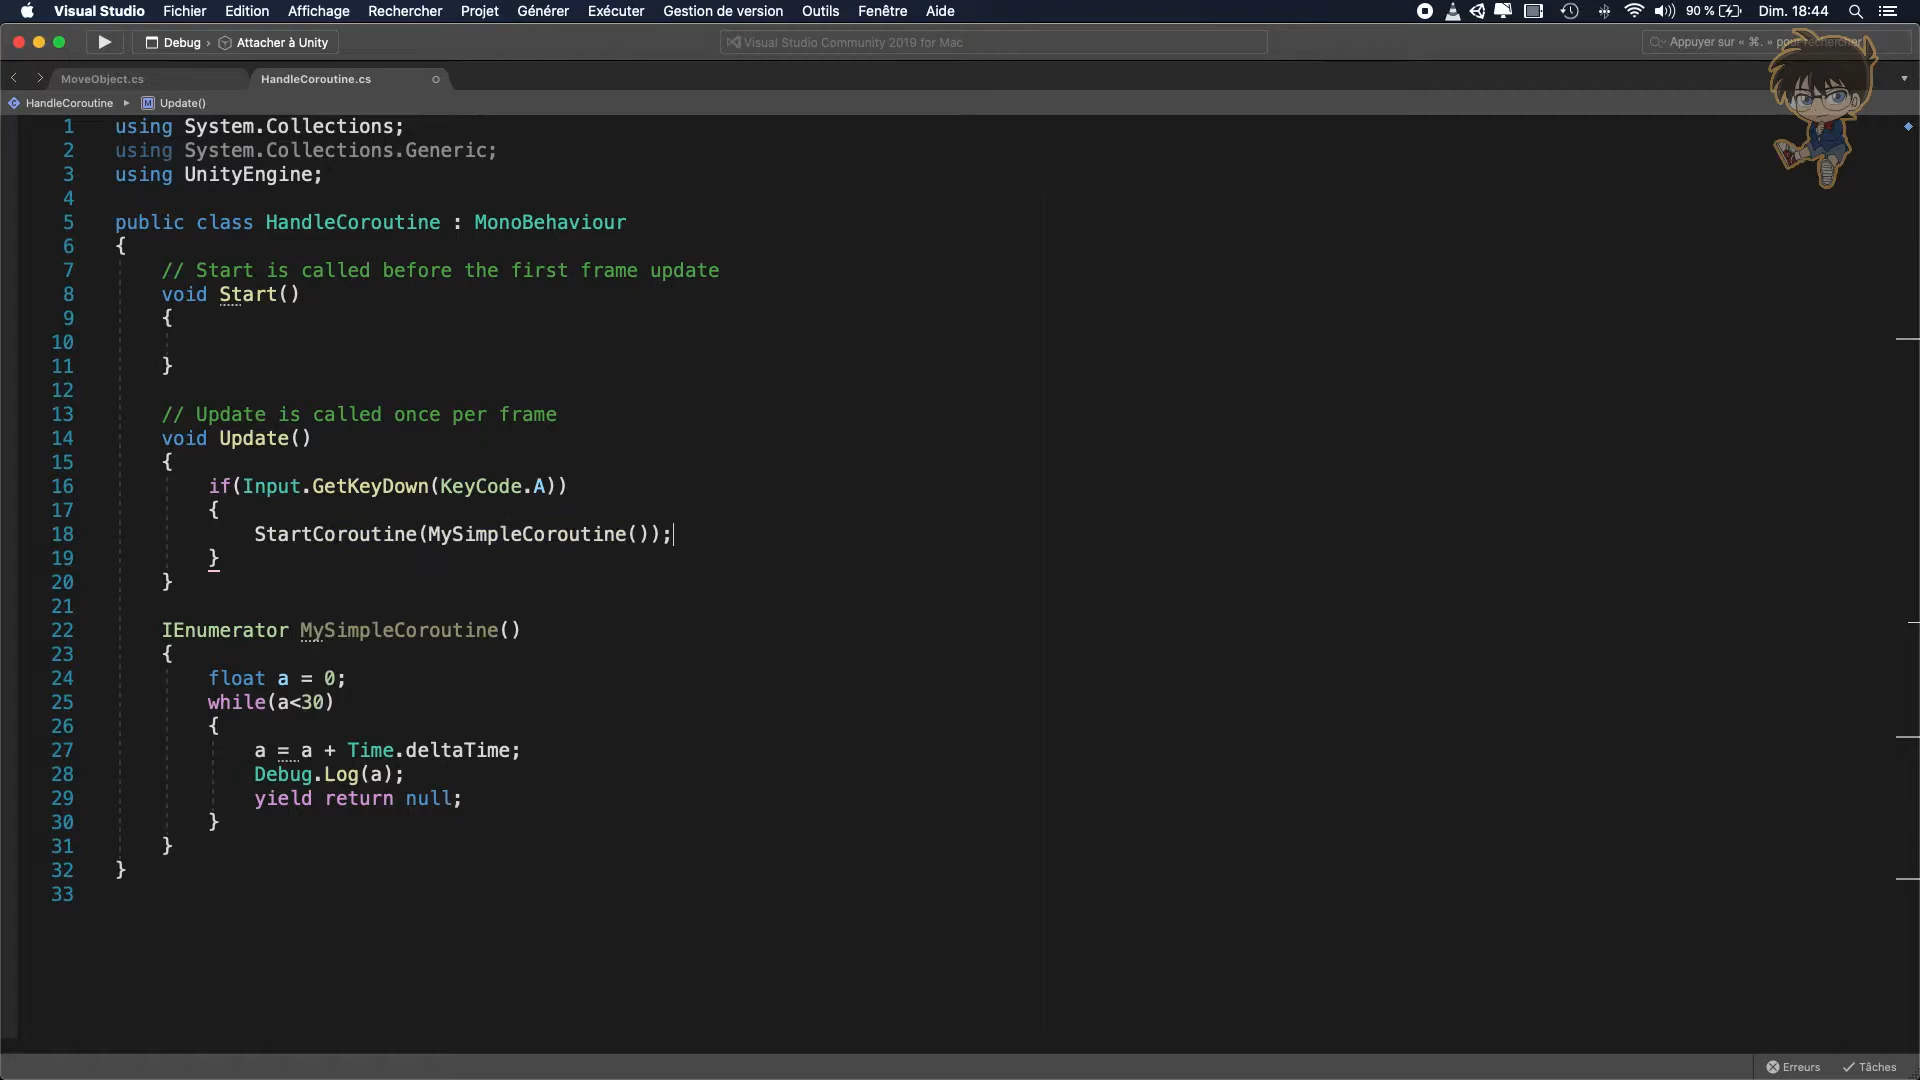 Visual Studio Fichier Edition Affichage Rechercher Projet Générer Exécuter Gestion de version Outils Fenêtre Aide 90 % Dim. 18:44
Debug › Attacher à Unity Visual Studio Community 2019 for Mac Appuyer sur « ⌘. » pour rechercher
MoveObject.cs HandleCoroutine.cs
HandleCoroutine Update()
1 using System.Collections;
2 using System.Collections.Generic;
3 using UnityEngine;
4
5 public class HandleCoroutine : MonoBehaviour
6 {
7 // Start is called before the first frame update
8 void Start()
9 {
10
11 }
12
13 // Update is called once per frame
14 void Update()
15 {
16 if(Input.GetKeyDown(KeyCode.A))
17 {
18 StartCoroutine(MySimpleCoroutine());
19 }
20 }
21
22 IEnumerator MySimpleCoroutine()
23 {
24 float a = 0;
25 while(a<30)
26 {
27 a = a + Time.deltaTime;
28 Debug.Log(a);
29 yield return null;
30 }
31 }
32 }
33
Erreurs Tâches